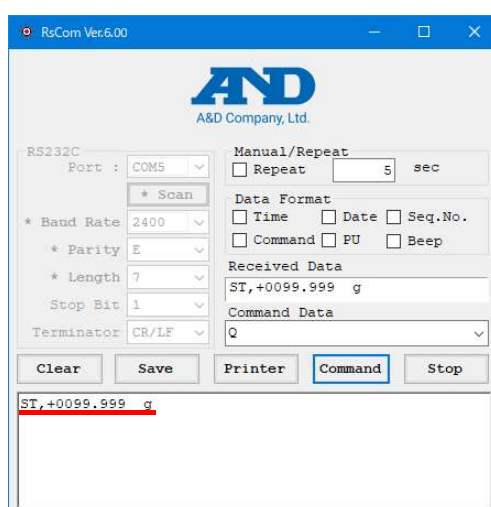 RsCom Ver.6.00
AND
A&D Company, Ltd.
RS232C
Port : COM5
* Scan
* Baud Rate 2400
* Parity E
* Length 7
Stop Bit 1
Terminator CR/LF
Manual/Repeat
Repeat 5 sec
Data Format
Time Date Seq.No.
Command PU Beep
Received Data
ST,+0099.999 g
Command Data
Q
Clear Save Printer Command Stop
ST,+0099.999 g